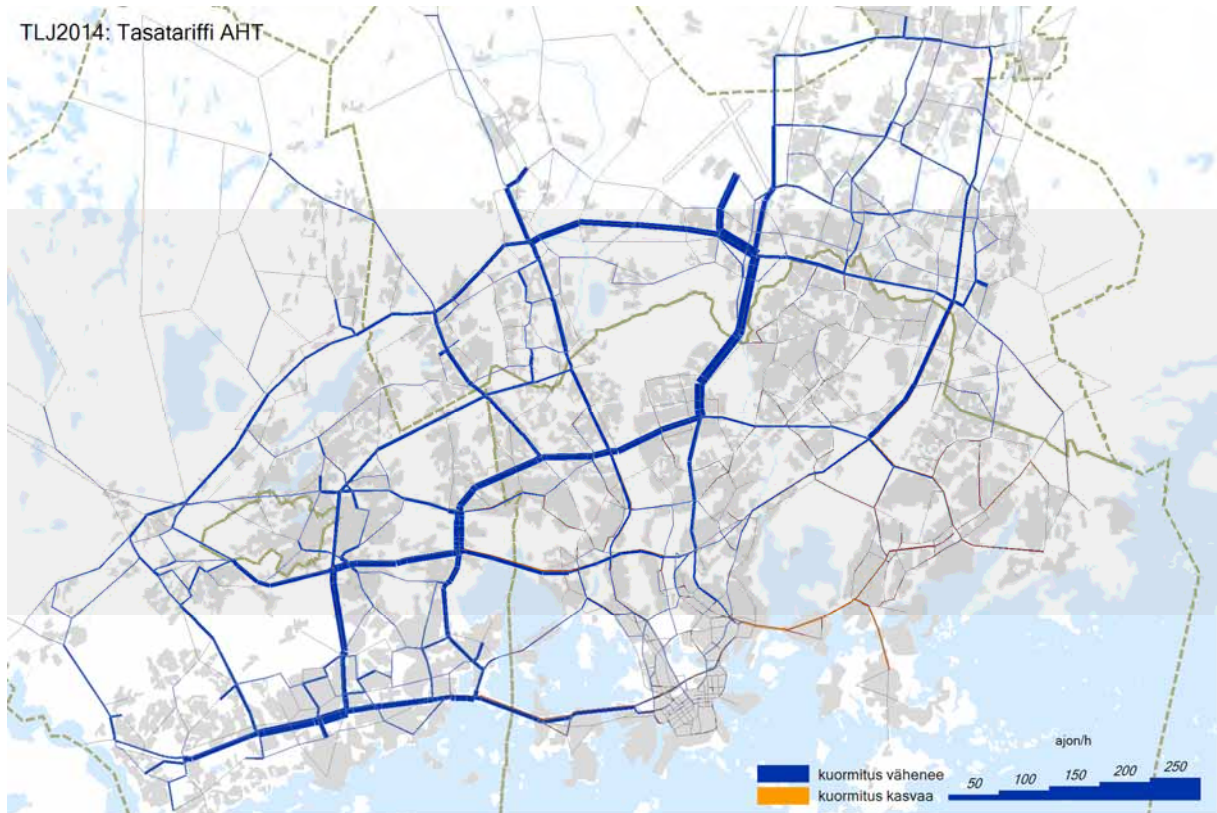 TLJ2014: Tasatariffi AHT
ajon/h
kuormitus vähenee
kuormitus kasvaa
50 100 150 200 250